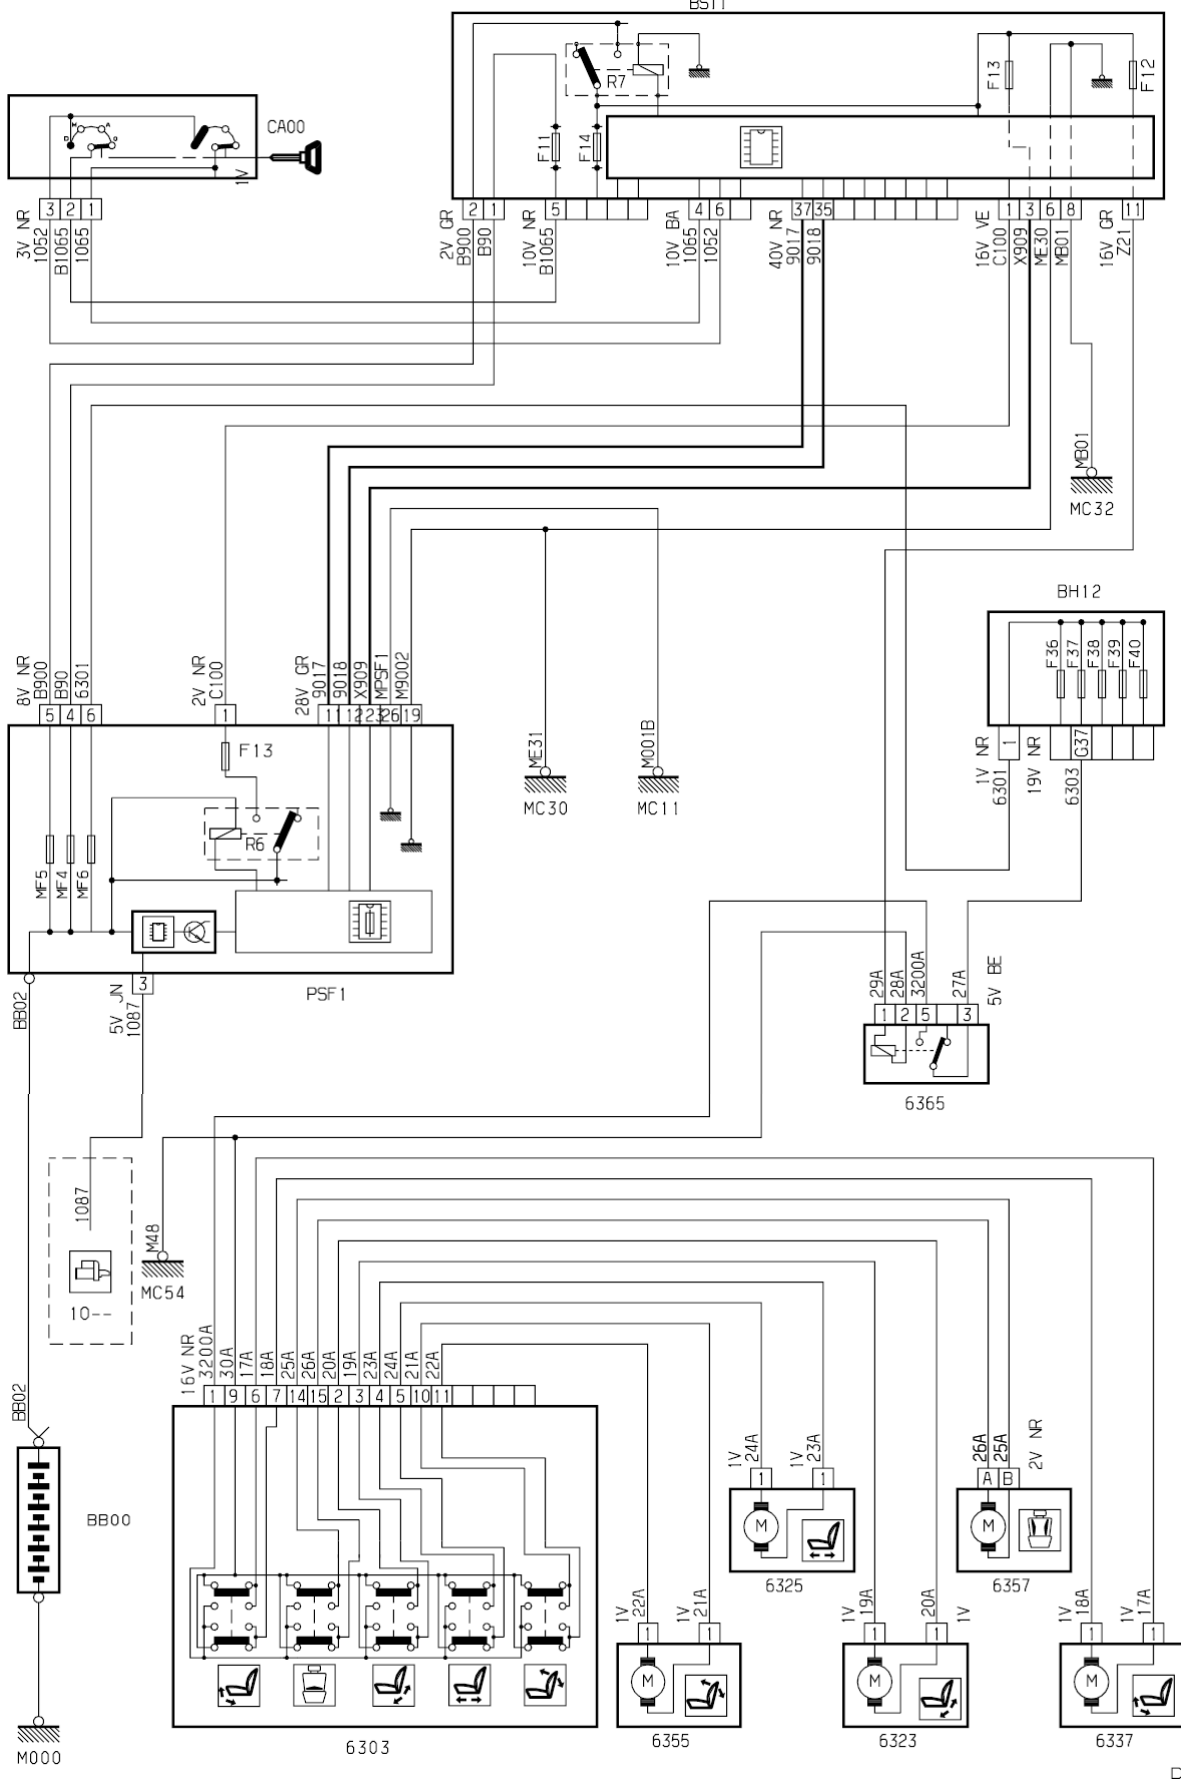 BSI1
CA00
M
A
D
1V
R7
F11
F14
F13
F12
3 2 1
3V NR
1052
B1065
1065
2 1
2V GR
B900
B90
5
10V NR
B1065
4 6
10V BA
1065
1052
37 35
40V NR
9017
9018
1 3 6 8
16V VE
C100
X909
ME30
MB01
11
16V GR
Z21
MB01
MC32
BH12
F36
F37
F38
F39
F40
1
G37
1V NR
6301
19V NR
6303
8V NR
B900
B90
6301
5 4 6
2V NR
C100
1
28V GR
9017
9018
X909
MPSF1
M9002
11 12 23 26 19
ME31
MC30
M001B
MC11
F13
R6
MF5
MF4
MF6
PSF1
3
5V JN
1087
BB02
29A
28A
3200A
27A
5V BE
1 2 5 3
6365
1087
10--
M48
MC54
BB02
BB00
M000
16V NR
3200A
30A
17A
18A
25A
26A
20A
19A
23A
24A
21A
22A
1 9 6 7 14 15 2 3 4 5 10 11
6303
1V
24A
1V
23A
1 1
M
6325
26A
25A
2V NR
A B
M
6357
1V
22A
1V
21A
1 1
M
6355
1V
19A
20A
1V
1 1
M
6323
1V
18A
1V
17A
1 1
M
6337
D